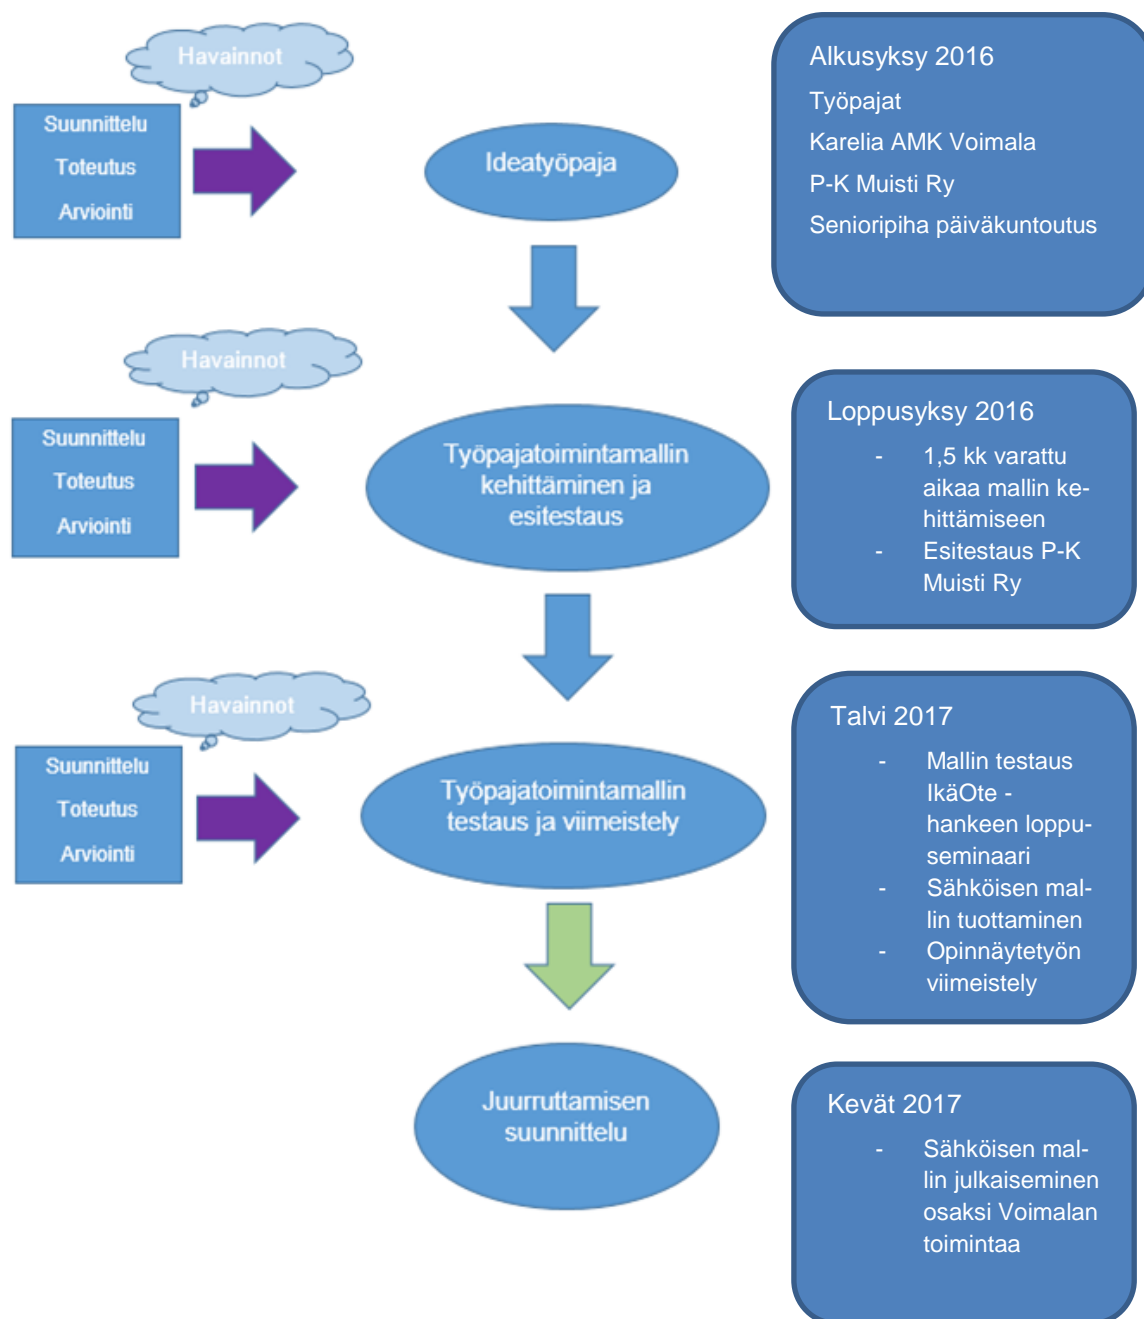 Havainnot
Suunnittelu
Toteutus
Arviointi
Ideatyöpaja
Alkusyksy 2016
Työpajat
Karelia AMK Voimala
P-K Muisti Ry
Senioripiha päiväkuntoutus
Havainnot
Suunnittelu
Toteutus
Arviointi
Työpajatoimintamallin
kehittäminen ja
esitestaus
Loppusyksy 2016
- 1,5 kk varattu
aikaa mallin ke-
hittämiseen
- Esitestaus P-K
Muisti Ry
Havainnot
Suunnittelu
Toteutus
Arviointi
Työpajatoimintamallin
testaus ja viimeistely
Talvi 2017
- Mallin testaus
IkäOte -
hankeen loppu-
seminaari
- Sähköisen mal-
lin tuottaminen
- Opinnäytetyön
viimeistely
Juurruttamisen
suunnittelu
Kevät 2017
- Sähköisen mal-
lin julkaiseminen
osaksi Voimalan
toimintaa